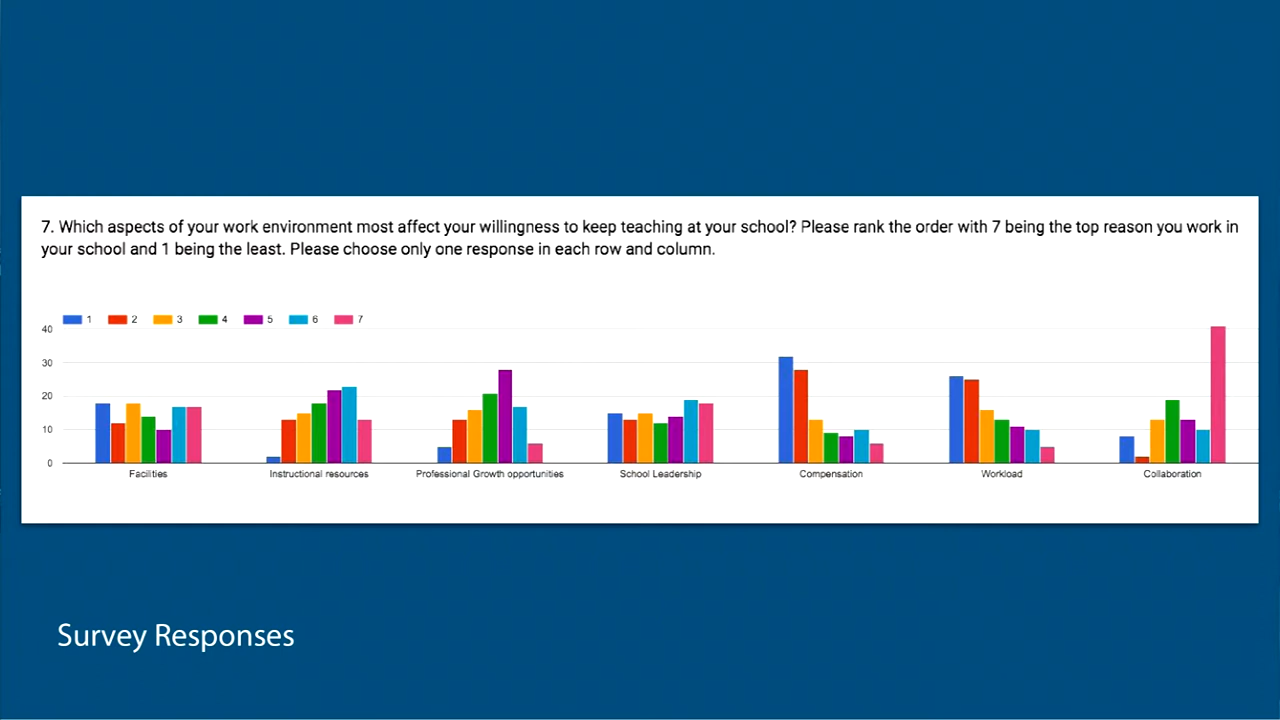 7. Which aspects of your work environment most affect your willingness to keep teaching at your school? Please rank the order with 7 being the top reason you work in
your school and 1 being the least. Please choose only one response in each row and column.
1 2 3 4 5 6 7
40
30
20
10
0
Facilities Instructional resources Professional Growth opportunities School Leadership Compensation Workload Collaboration
Survey Responses